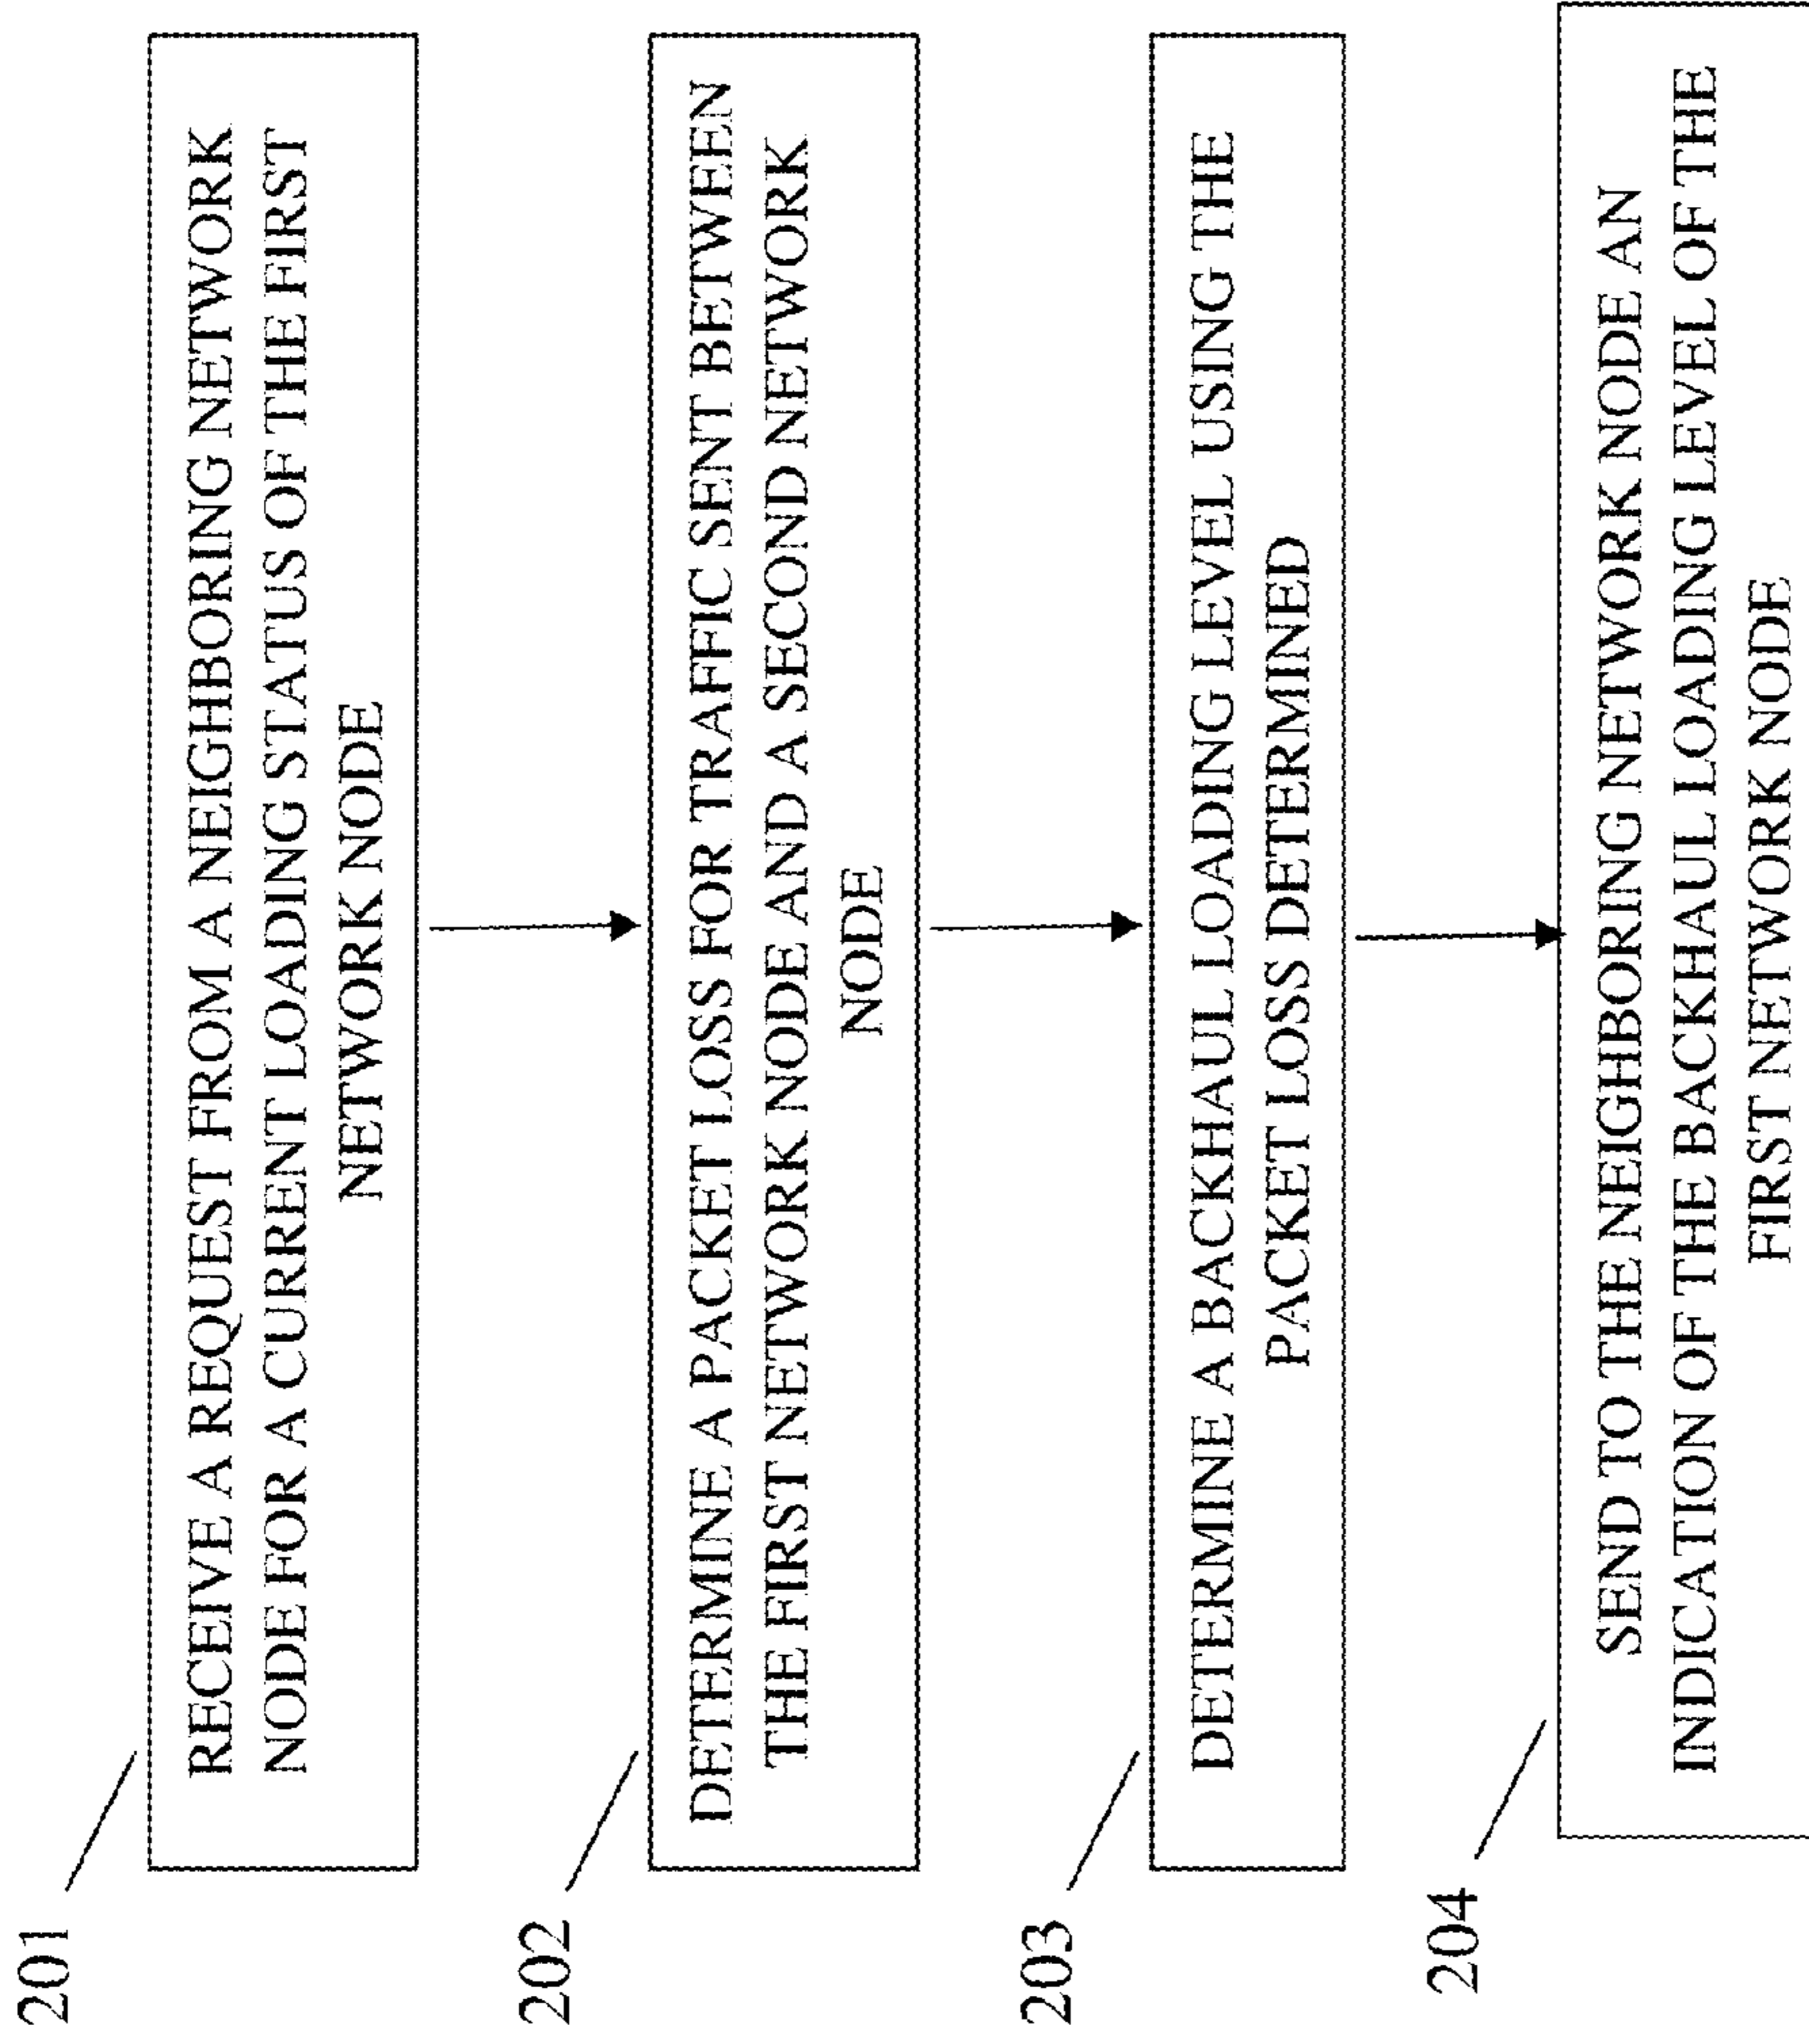 201
RECEIVE A REQUEST FROM A NEIGHBORING NETWORK
NODE FOR A CURRENT LOADING STATUS OF THE FIRST
NETWORK NODE
202
DETERMINE A PACKET LOSS FOR TRAFFIC SENT BETWEEN
THE FIRST NETWORK NODE AND A SECOND NETWORK
NODE
203
DETERMINE A BACKHAUL LOADING LEVEL USING THE
PACKET LOSS DETERMINED
204
SEND TO THE NEIGHBORING NETWORK NODE AN
INDICATION OF THE BACKHAUL LOADING LEVEL OF THE
FIRST NETWORK NODE